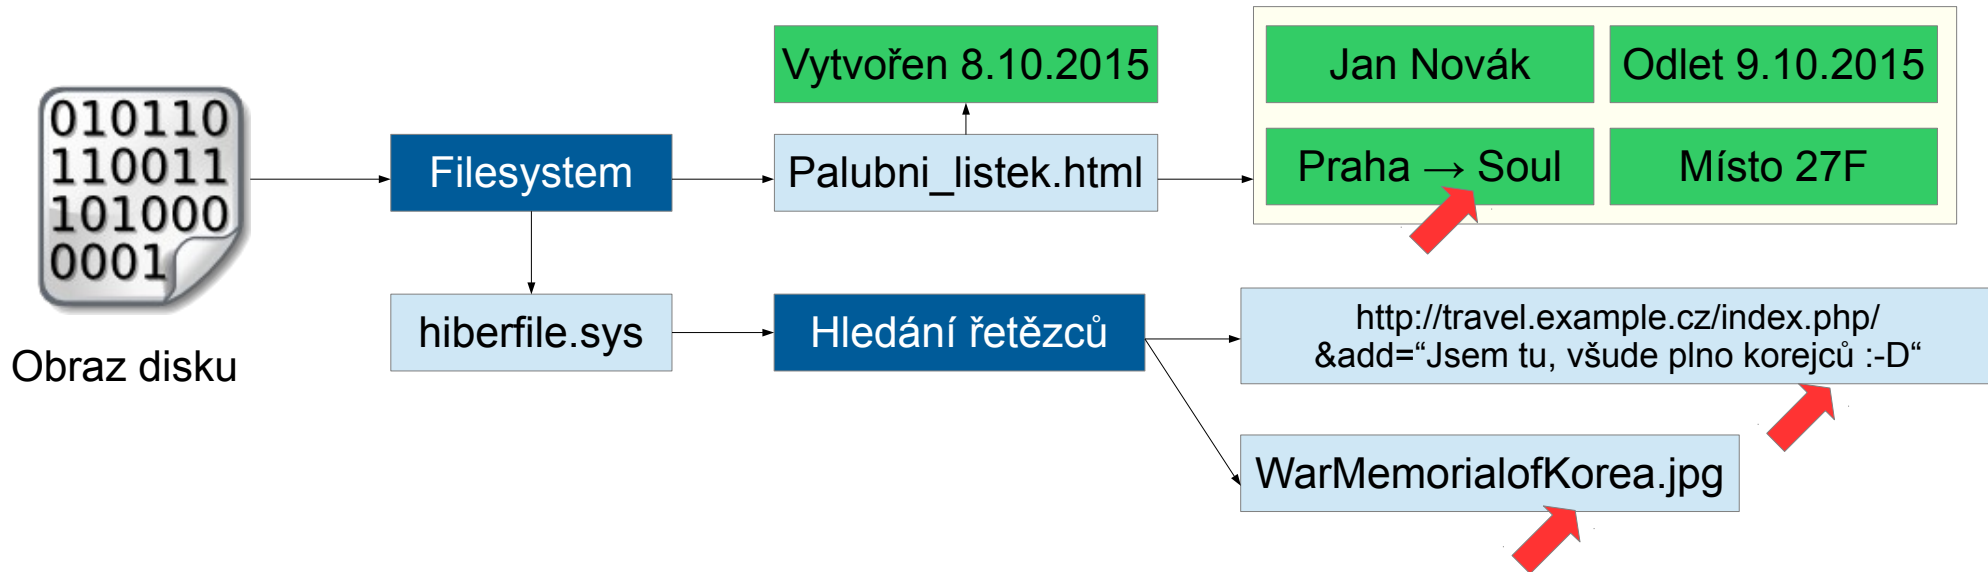 010110
110011
101000
0001
Obraz disku
Filesystem
hiberfile.sys
Vytvořen 8.10.2015
Palubni_listek.html
Hledání řetězců
Jan Novák
Odlet 9.10.2015
Praha → Soul
Místo 27F
http://travel.example.cz/index.php/
&add=“Jsem tu, všude plno korejců :-D“
WarMemorialofKorea.jpg